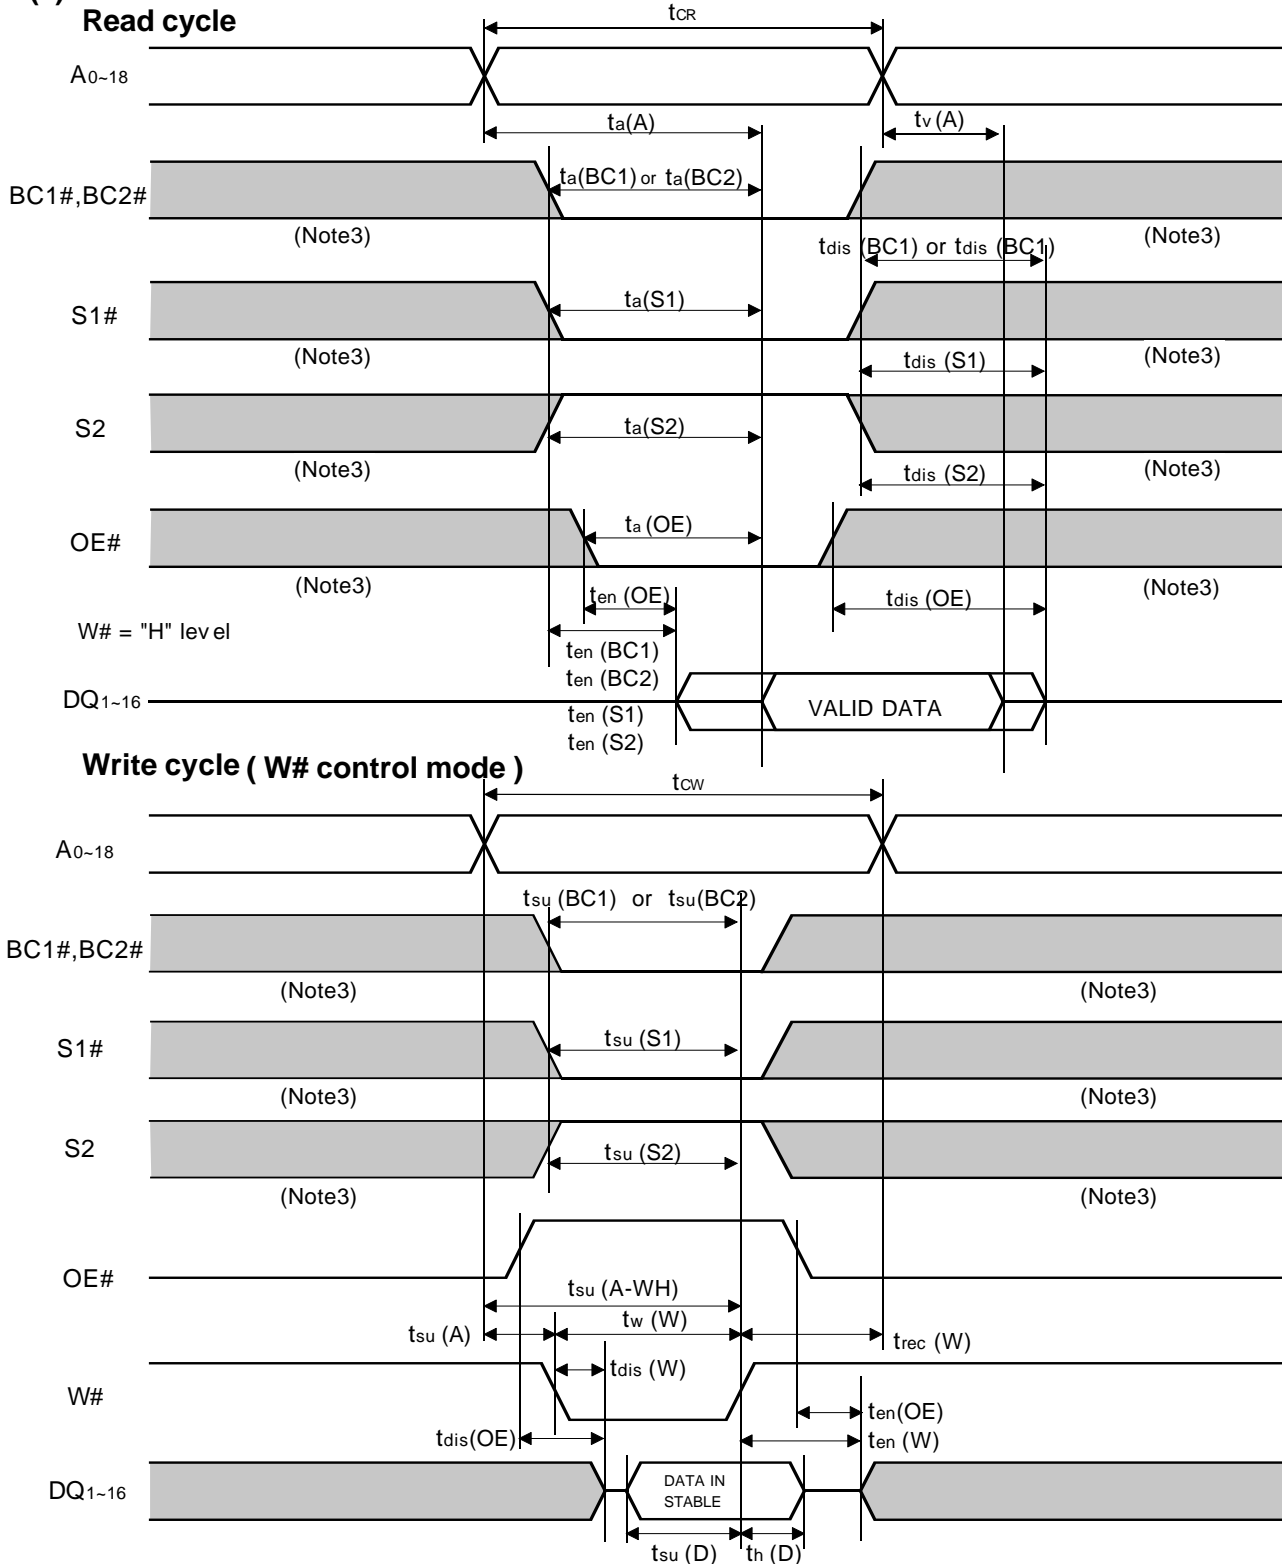 Read cycle
tCR
A0~18
ta(A)
tv (A)
ta(BC1) or ta(BC2)
BC1#,BC2#
(Note3)
(Note3)
tdis (BC1) or tdis (BC1)
ta(S1)
S1#
(Note3)
(Note3)
tdis (S1)
S2
ta(S2)
(Note3)
(Note3)
tdis (S2)
OE#
ta (OE)
(Note3)
(Note3)
ten (OE)
tdis (OE)
W# = "H" level
ten (BC1)
ten (BC2)
DQ1~16
ten (S1)
ten (S2)
VALID DATA
Write cycle ( W# control mode )
tCW
A0~18
tsu (BC1) or tsu(BC2)
BC1#,BC2#
(Note3)
(Note3)
S1#
tsu (S1)
(Note3)
(Note3)
S2
tsu (S2)
(Note3)
(Note3)
OE#
tsu (A-WH)
tsu (A)
tw (W)
trec (W)
tdis (W)
W#
ten(OE)
tdis(OE)
ten (W)
DQ1~16
DATA IN
STABLE
tsu (D)
th (D)